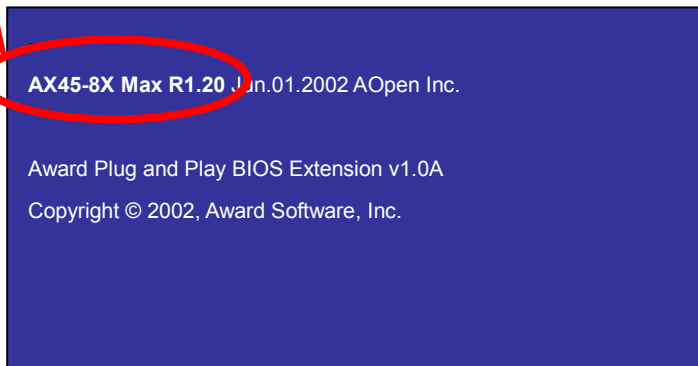 AX45-8X Max R1.20 Jun.01.2002 AOpen Inc.
Award Plug and Play BIOS Extension v1.0A
Copyright © 2002, Award Software, Inc.